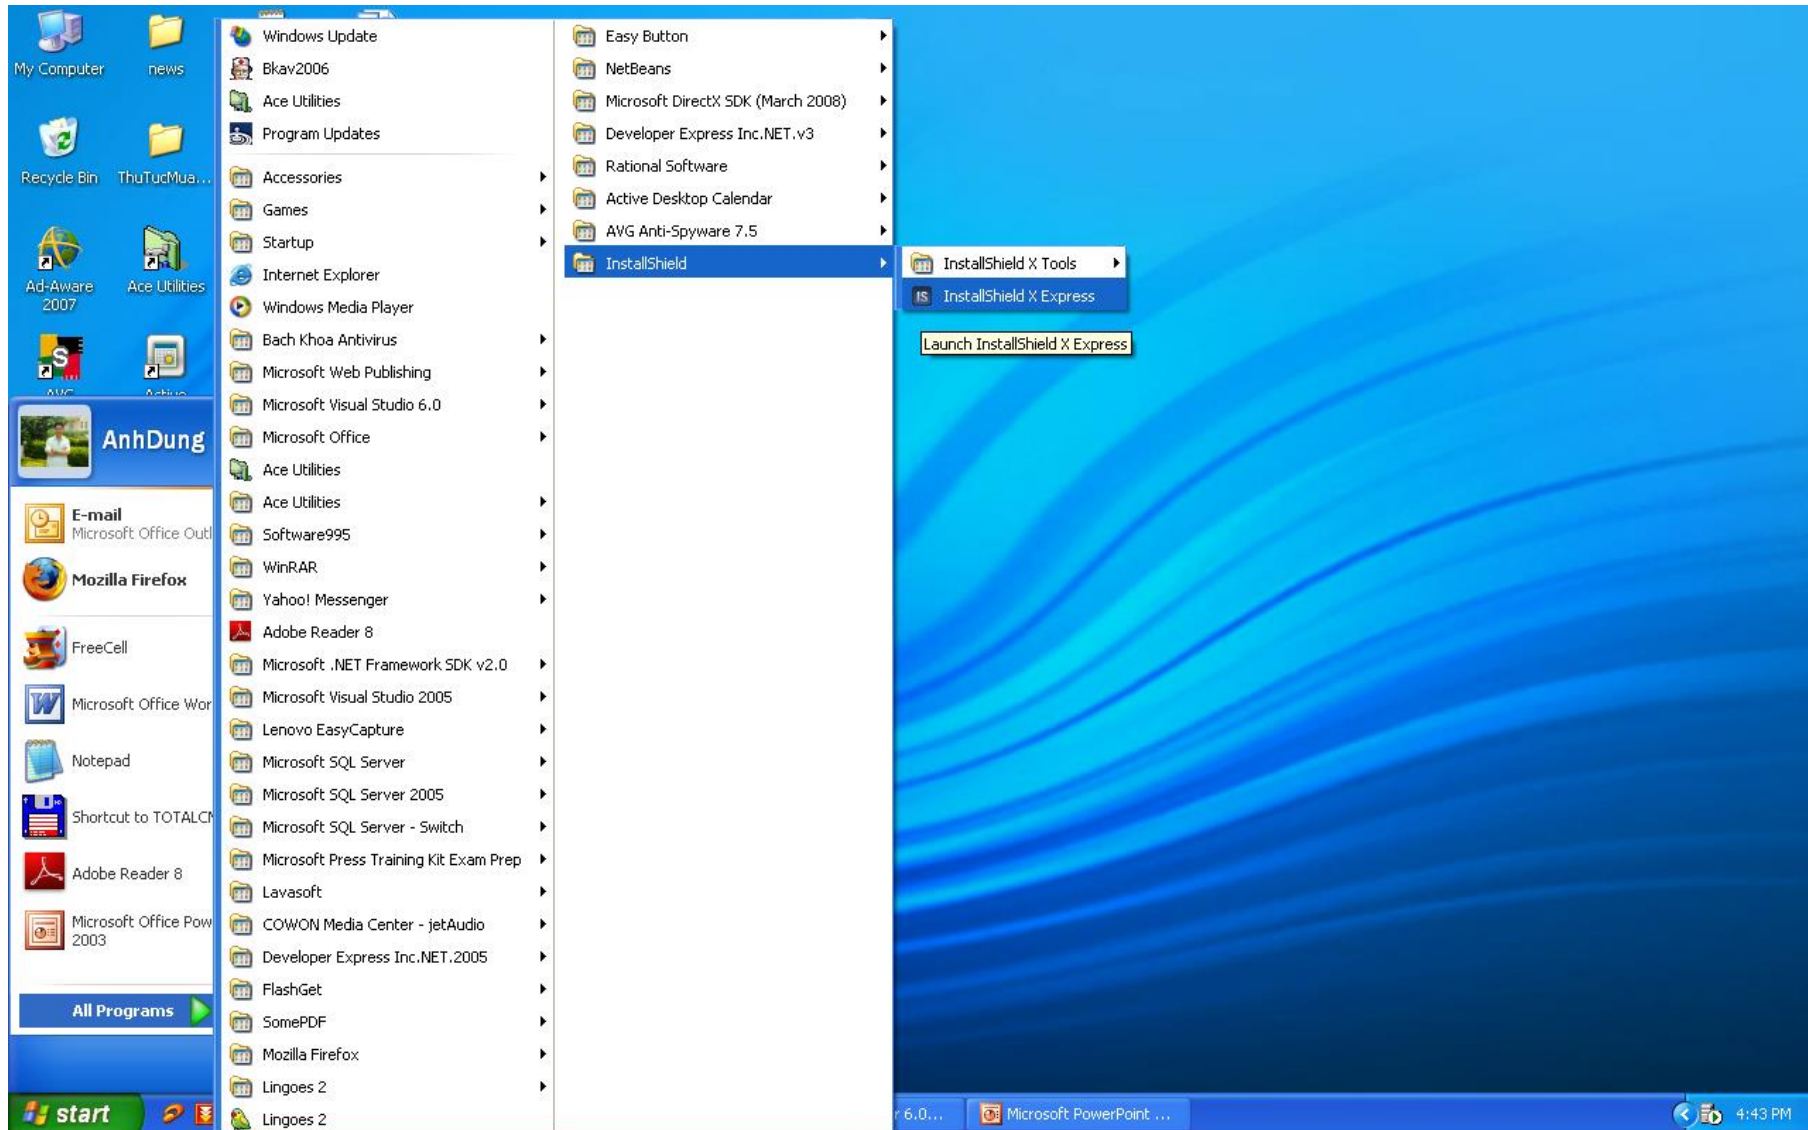 My Computer
news
Recycle Bin
ThuTucMua...
Ad-Aware
2007
Ace Utilities
AnhDung
E-mail
Microsoft Office Outl
Mozilla Firefox
FreeCell
Microsoft Office Wor
Notepad
Shortcut to TOTALCM
Adobe Reader 8
Microsoft Office Pow
2003
All Programs
start
Windows Update
Bkav2006
Ace Utilities
Program Updates
Accessories
Games
Startup
Internet Explorer
Windows Media Player
Bach Khoa Antivirus
Microsoft Web Publishing
Microsoft Visual Studio 6.0
Microsoft Office
Ace Utilities
Ace Utilities
Software995
WinRAR
Yahoo! Messenger
Adobe Reader 8
Microsoft .NET Framework SDK v2.0
Microsoft Visual Studio 2005
Lenovo EasyCapture
Microsoft SQL Server
Microsoft SQL Server 2005
Microsoft SQL Server - Switch
Microsoft Press Training Kit Exam Prep
Lavasoft
COWON Media Center - jetAudio
Developer Express Inc.NET.2005
FlashGet
SomePDF
Mozilla Firefox
Lingoes 2
Lingoes 2
Easy Button
NetBeans
Microsoft DirectX SDK (March 2008)
Developer Express Inc.NET.v3
Rational Software
Active Desktop Calendar
AVG Anti-Spyware 7.5
InstallShield
InstallShield X Tools
IS InstallShield X Express
Launch InstallShield X Express
6.0...
Microsoft PowerPoint ...
4:43 PM